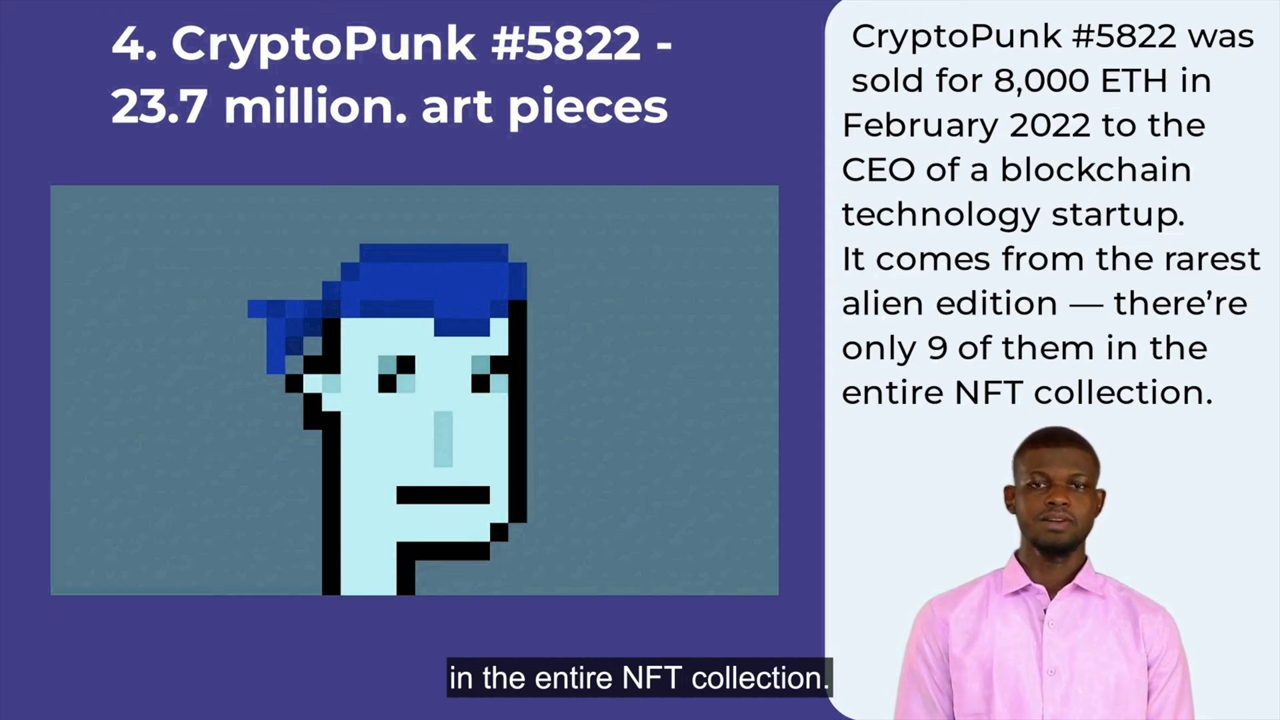 4. CryptoPunk #5822 -
23.7 million. art pieces
CryptoPunk #5822 was
sold for 8,000 ETH in
February 2022 to the
CEO of a blockchain
technology startup.
It comes from the rarest
alien edition — there’re
only 9 of them in the
entire NFT collection.
in the entire NFT collection.